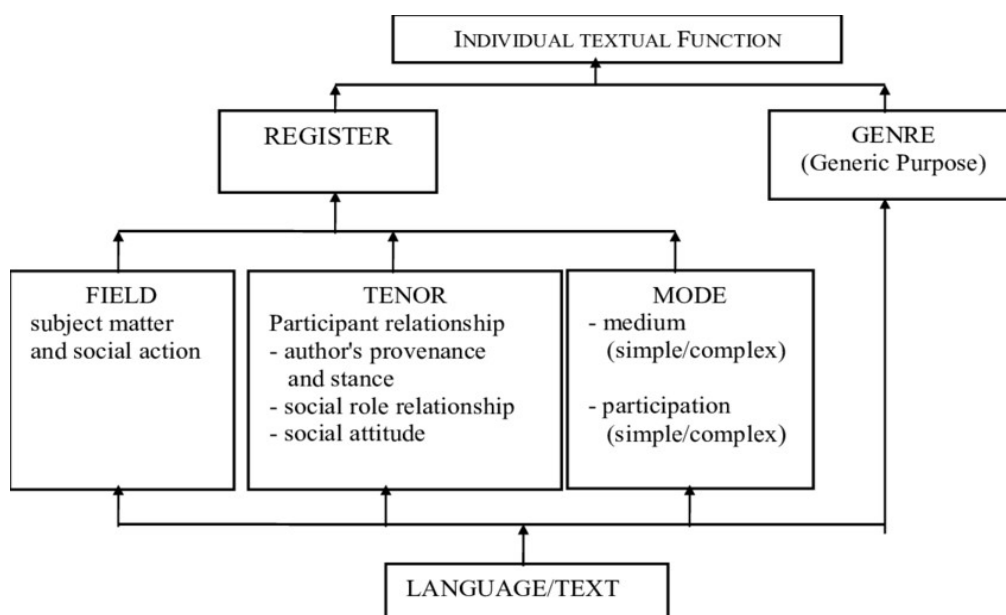 INDIVIDUAL TEXTUAL FUNCTION
REGISTER
GENRE
(Generic Purpose)
FIELD
subject matter
and social action
TENOR
Participant relationship
- author's provenance
and stance
- social role relationship
- social attitude
MODE
- medium
(simple/complex)
- participation
(simple/complex)
LANGUAGE/TEXT